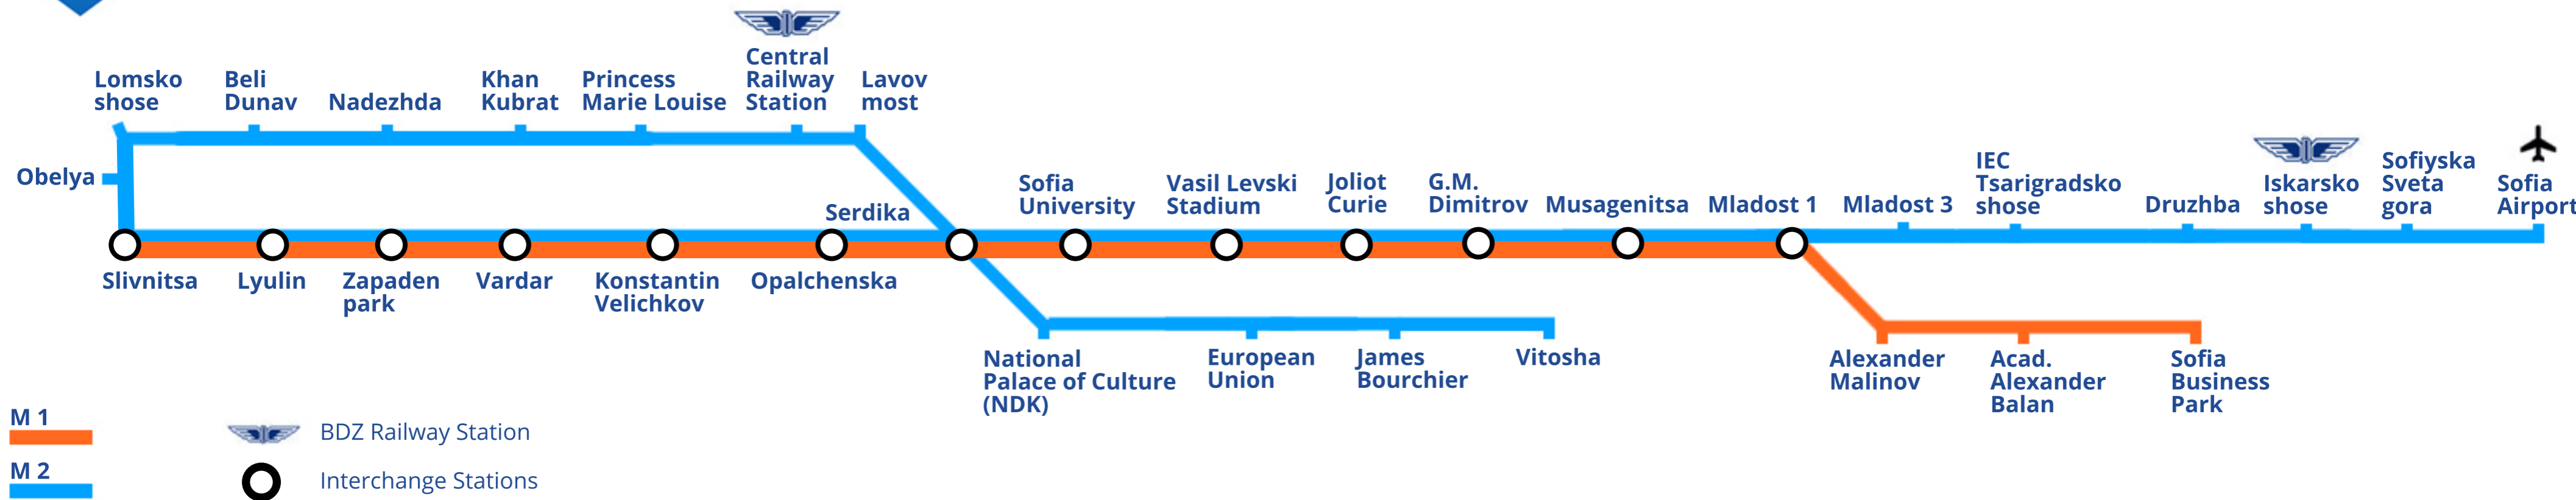 Lomsko
shose
Beli
Dunav
Nadezhda
Khan
Kubrat
Princess
Marie Louise
Central
Railway
Station
Lavov
most
Obelya
Slivnitsa
Lyulin
Zapaden
park
Vardar
Konstantin
Velichkov
Opalchenska
Serdika
Sofia
University
Vasil Levski
Stadium
Joliot
Curie
G.M.
Dimitrov
Musagenitsa
Mladost 1
Mladost 3
IEC
Tsarigradsko
shose
Druzhba
Iskarsko
shose
Sofiyska
Sveta
gora
Sofia
Airport
National
Palace of Culture
(NDK)
European
Union
James
Bourchier
Vitosha
Alexander
Malinov
Acad.
Alexander
Balan
Sofia
Business
Park
M 1
M 2
BDZ Railway Station
Interchange Stations